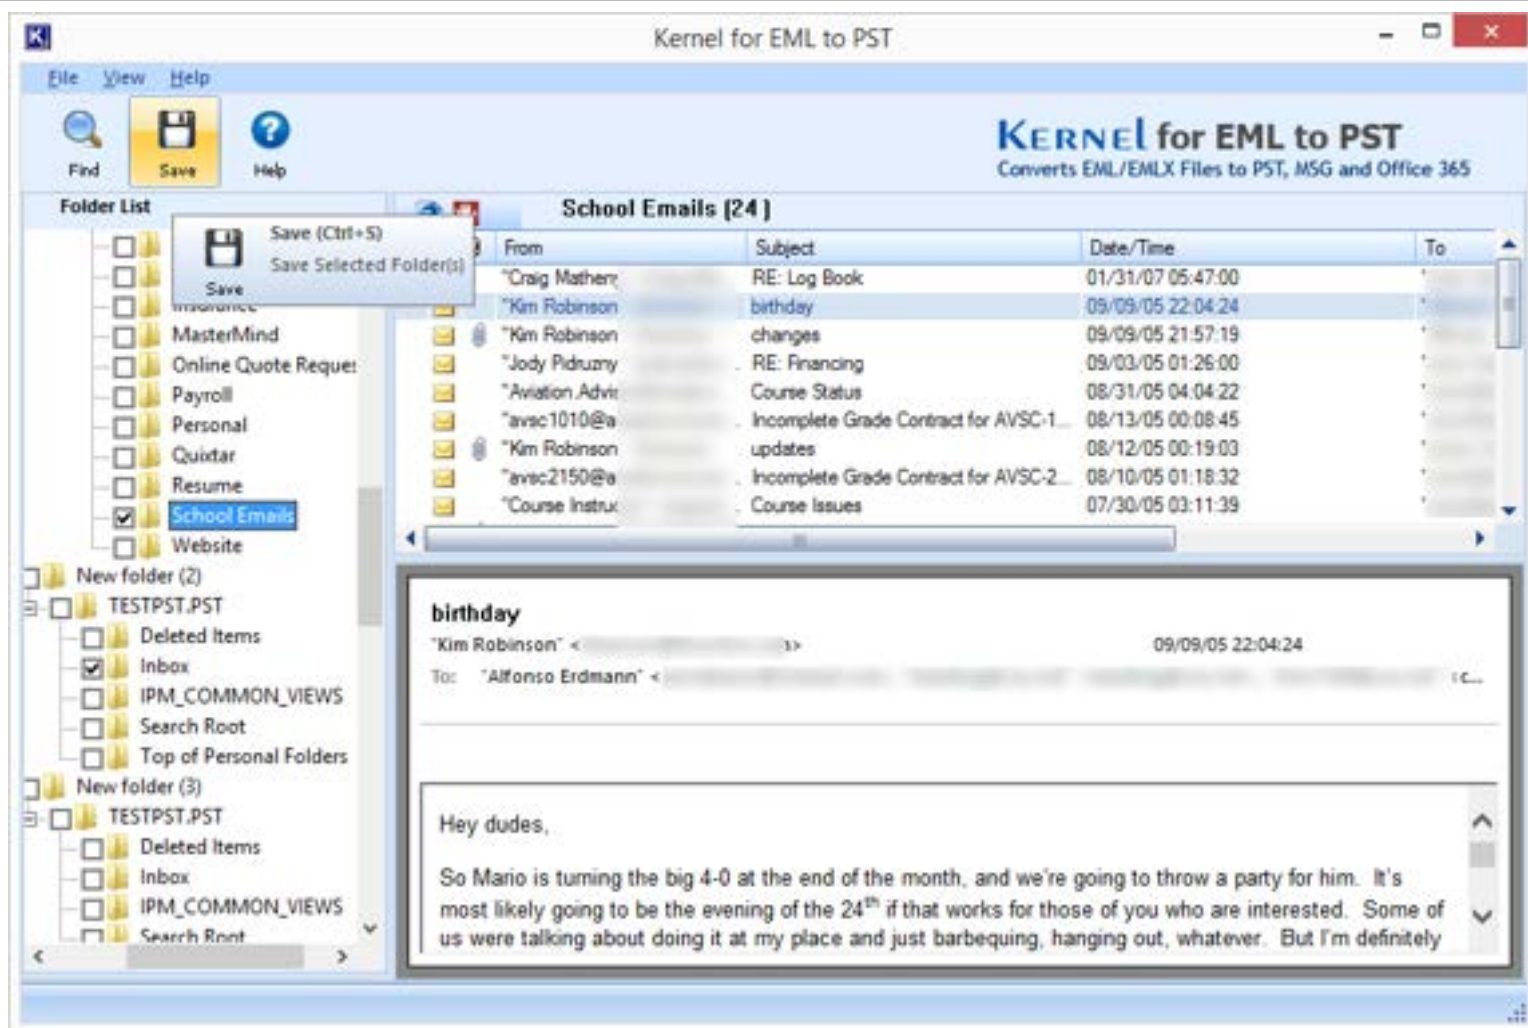 Kernel for EML to PST
File View Help
Find Save Help
KERNEL for EML to PST
Converts EML/EMLX Files to PST, MSG and Office 365
Folder List
Save (Ctrl+S)
Save Selected Folder(s)
Save
Insurance
MasterMind
Online Quote Reques
Payroll
Personal
Quixtar
Resume
School Emails
Website
New folder (2)
TESTPST.PST
Deleted Items
Inbox
IPM_COMMON_VIEWS
Search Root
Top of Personal Folders
New folder (3)
TESTPST.PST
Deleted Items
Inbox
IPM_COMMON_VIEWS
Search Root
School Emails (24 )
From Subject Date/Time To
"Craig Matheny RE: Log Book 01/31/07 05:47:00
"Kim Robinson birthday 09/09/05 22:04:24
"Kim Robinson changes 09/09/05 21:57:19
"Jody Pidruzny RE: Financing 09/03/05 01:26:00
"Aviation Advis Course Status 08/31/05 04:04:22
"avsc1010@a Incomplete Grade Contract for AVSC-1... 08/13/05 00:08:45
"Kim Robinson updates 08/12/05 00:19:03
"avsc2150@a Incomplete Grade Contract for AVSC-2... 08/10/05 01:18:32
"Course Instruc Course Issues 07/30/05 03:11:39
birthday
"Kim Robinson" < > 09/09/05 22:04:24
To: "Alfonso Erdmann" < c...
Hey dudes,
So Mario is turning the big 4-0 at the end of the month, and we're going to throw a party for him. It's
most likely going to be the evening of the 24th if that works for those of you who are interested. Some of
us were talking about doing it at my place and just barbequing, hanging out, whatever. But I'm definitely